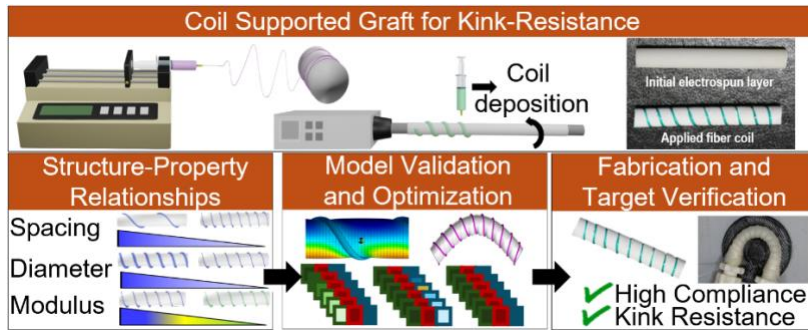 Coil Supported Graft for Kink-Resistance
Coil
deposition
Initial electrospun layer
Applied fiber coil
Structure-Property
Relationships
Spacing
Diameter
Modulus
Model Validation
and Optimization
Fabrication and
Target Verification
High Compliance
Kink Resistance